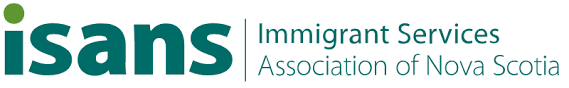 isans
Immigrant Services
Association of Nova Scotia